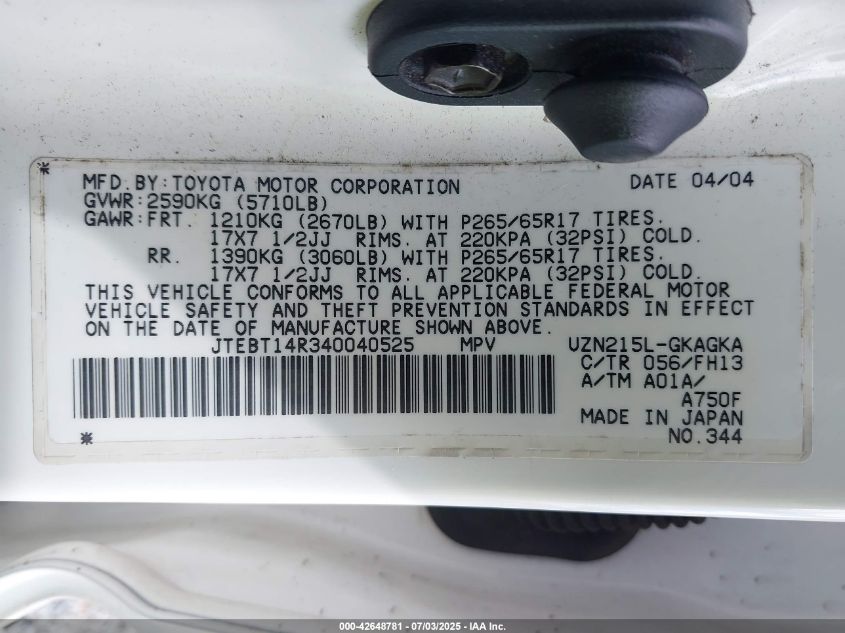 MFD.BY:TOYOTA MOTOR CORPORATION DATE 04/04
GVWR:2590KG (5710LB)
GAWR:FRT. 1210KG (2670LB) WITH P265/65R17 TIRES.
17X7 1/2JJ RIMS. AT 220KPA (32PSI) COLD.
RR. 1390KG (3060LB) WITH P265/65R17 TIRES.
17X7 1/2JJ RIMS. AT 220KPA (32PSI) COLD.
THIS VEHICLE CONFORMS TO ALL APPLICABLE FEDERAL MOTOR
VEHICLE SAFETY AND THEFT PREVENTION STANDARDS IN EFFECT
ON THE DATE OF MANUFACTURE SHOWN ABOVE.
JTEBT14R340040525 MPV UZN215L-GKAGKA
C/TR 056/FH13
A/TM A01A/
A750F
MADE IN JAPAN
NO.344
000-42648781 - 07/03/2025 - IAA Inc.